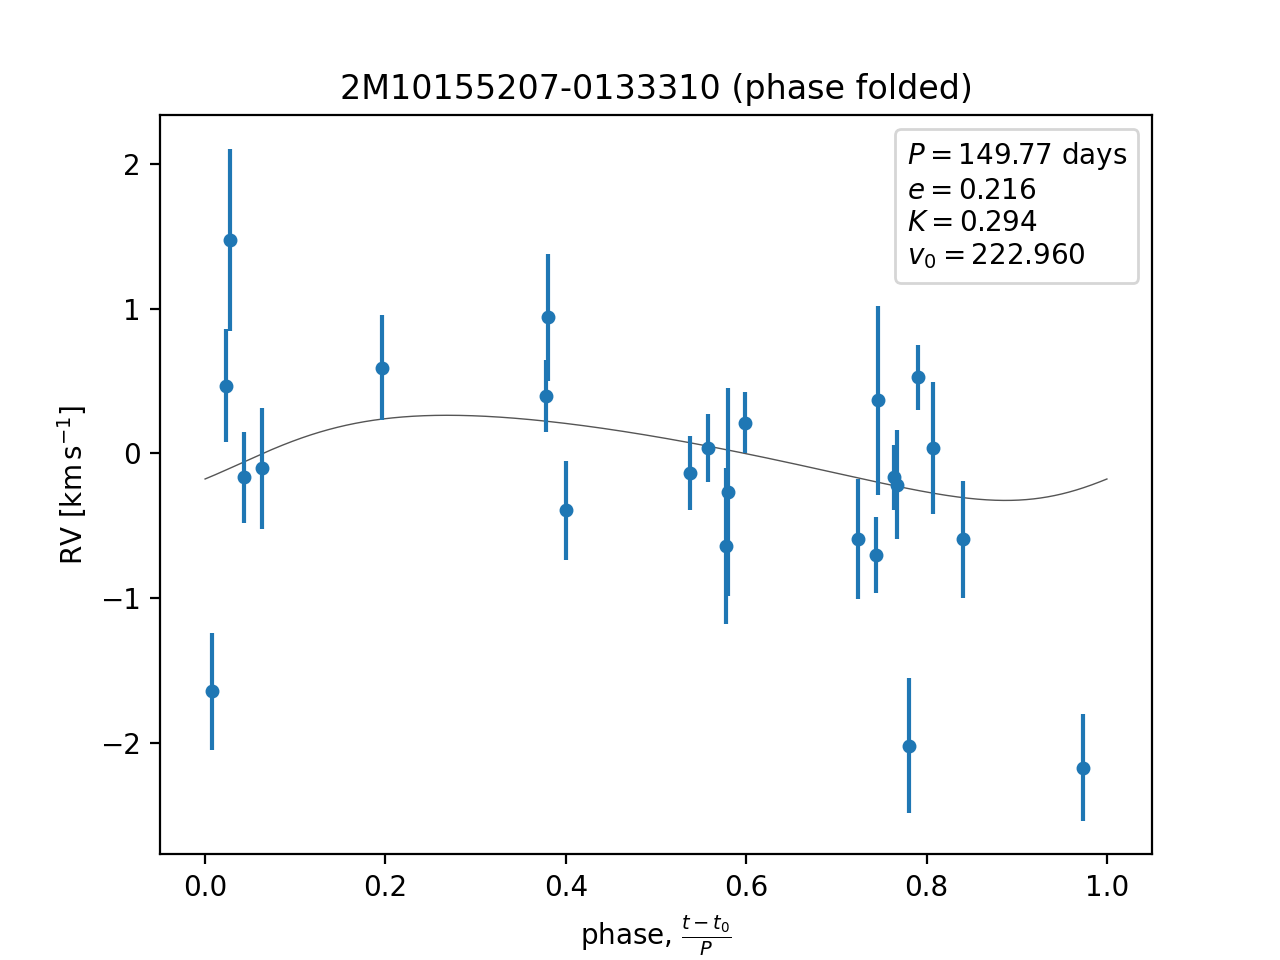 2M10155207-0133310 (phase folded)
P = 149.77 days
e = 0.216
K = 0.294
v₀ = 222.960
RV [km s⁻¹]
2
1
0
−1
−2
0.0 0.2 0.4 0.6 0.8 1.0
phase, (t − t₀)/P